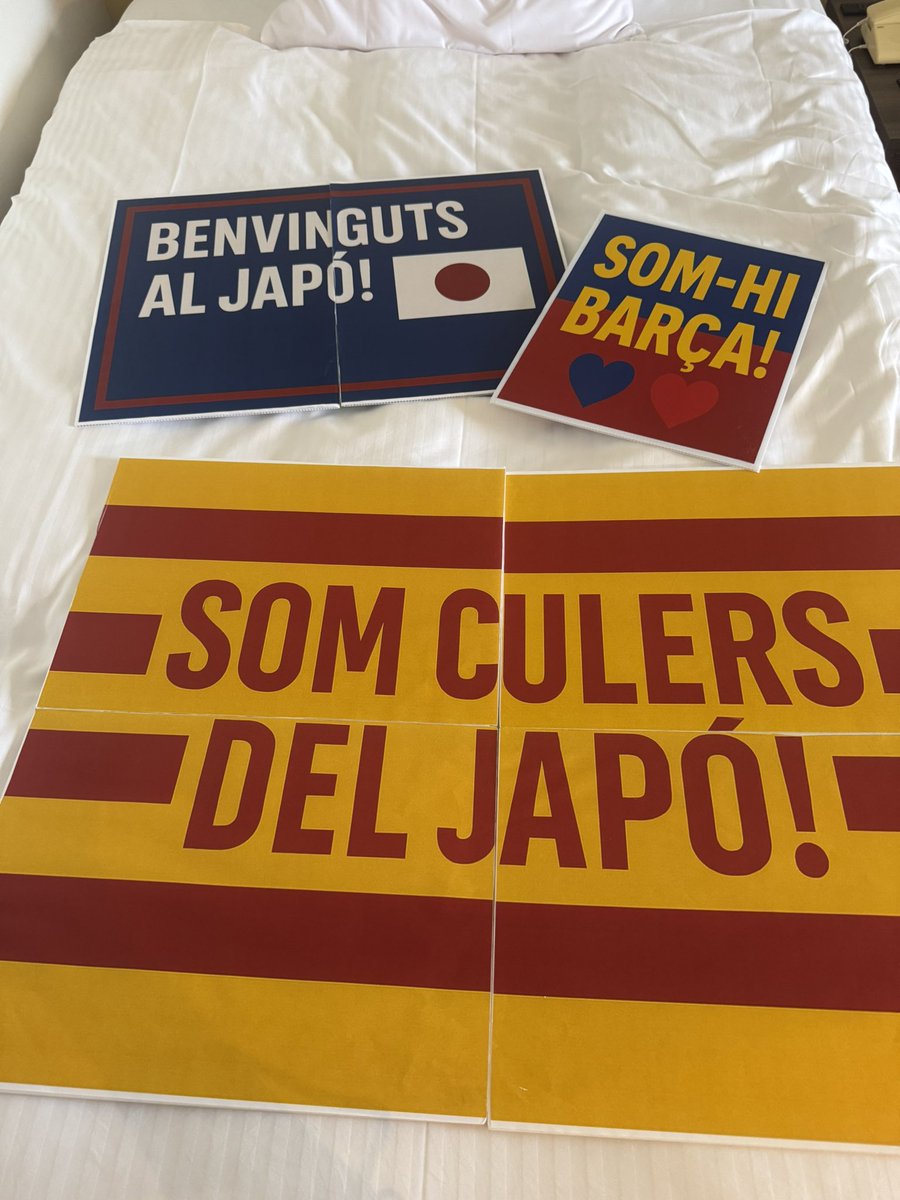 BENVINGUTS
AL JAPÓ!
SOM-HI
BARÇA!
SOM CULERS
DEL JAPÓ!